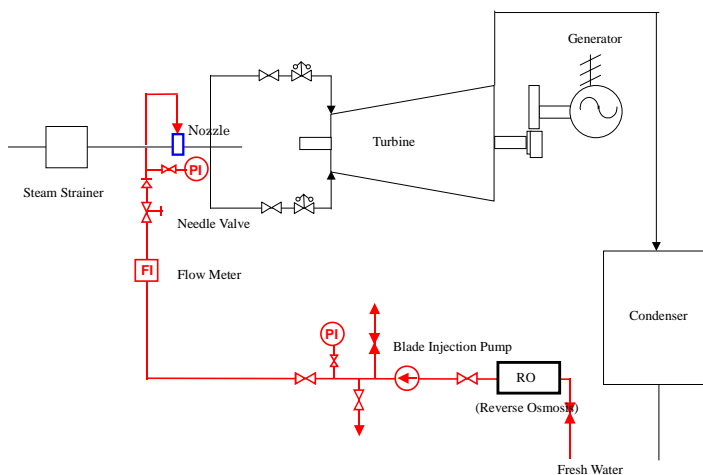 Generator
Nozzle
Turbine
PI
Steam Strainer
Needle Valve
FI
Flow Meter
Condenser
PI
Blade Injection Pump
RO
(Reverse Osmosis)
Fresh Water